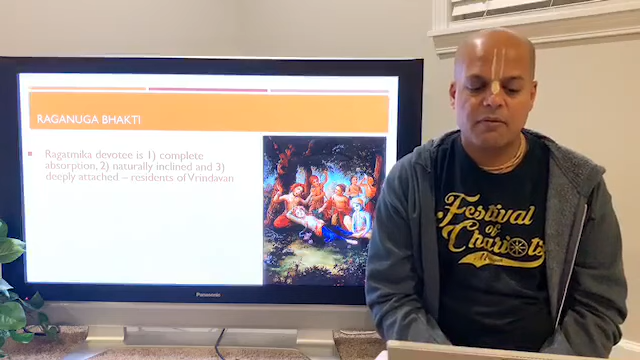 RAGANUGA BHAKTI
Ragatmika devotee is 1) complete
absorption, 2) naturally inclined and 3)
deeply attached – residents of Vrindavan
Panasonic
Festival
of
Chariots